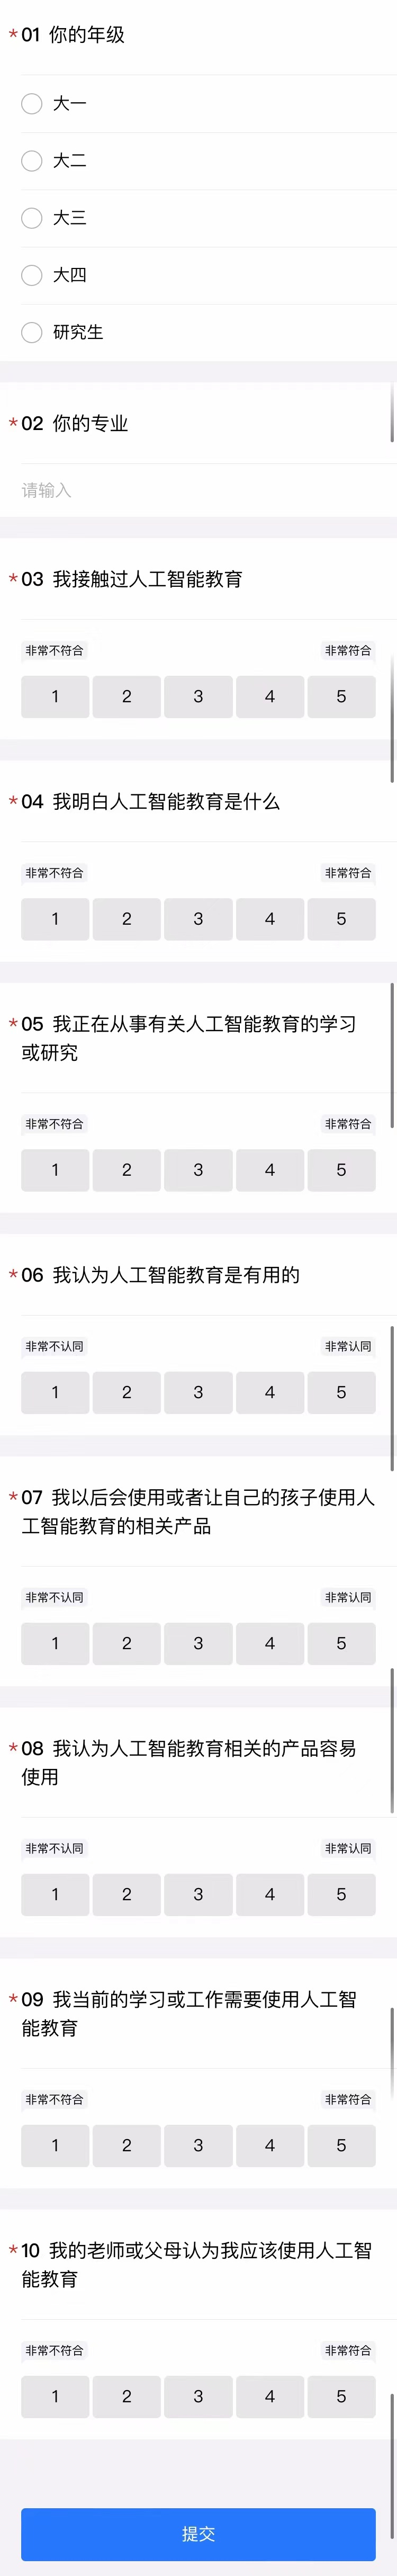 *01 你的年级
大一
大二
大三
大四
研究生
*02 你的专业
请输入
*03 我接触过人工智能教育
非常不符合 非常符合
1 2 3 4 5
*04 我明白人工智能教育是什么
非常不符合 非常符合
1 2 3 4 5
*05 我正在从事有关人工智能教育的学习
或研究
非常不符合 非常符合
1 2 3 4 5
*06 我认为人工智能教育是有用的
非常不认同 非常认同
1 2 3 4 5
*07 我以后会使用或者让自己的孩子使用人
工智能教育的相关产品
非常不认同 非常认同
1 2 3 4 5
*08 我认为人工智能教育相关的产品容易
使用
非常不认同 非常认同
1 2 3 4 5
*09 我当前的学习或工作需要使用人工智
能教育
非常不符合 非常符合
1 2 3 4 5
*10 我的老师或父母认为我应该使用人工智
能教育
非常不符合 非常符合
1 2 3 4 5
提交